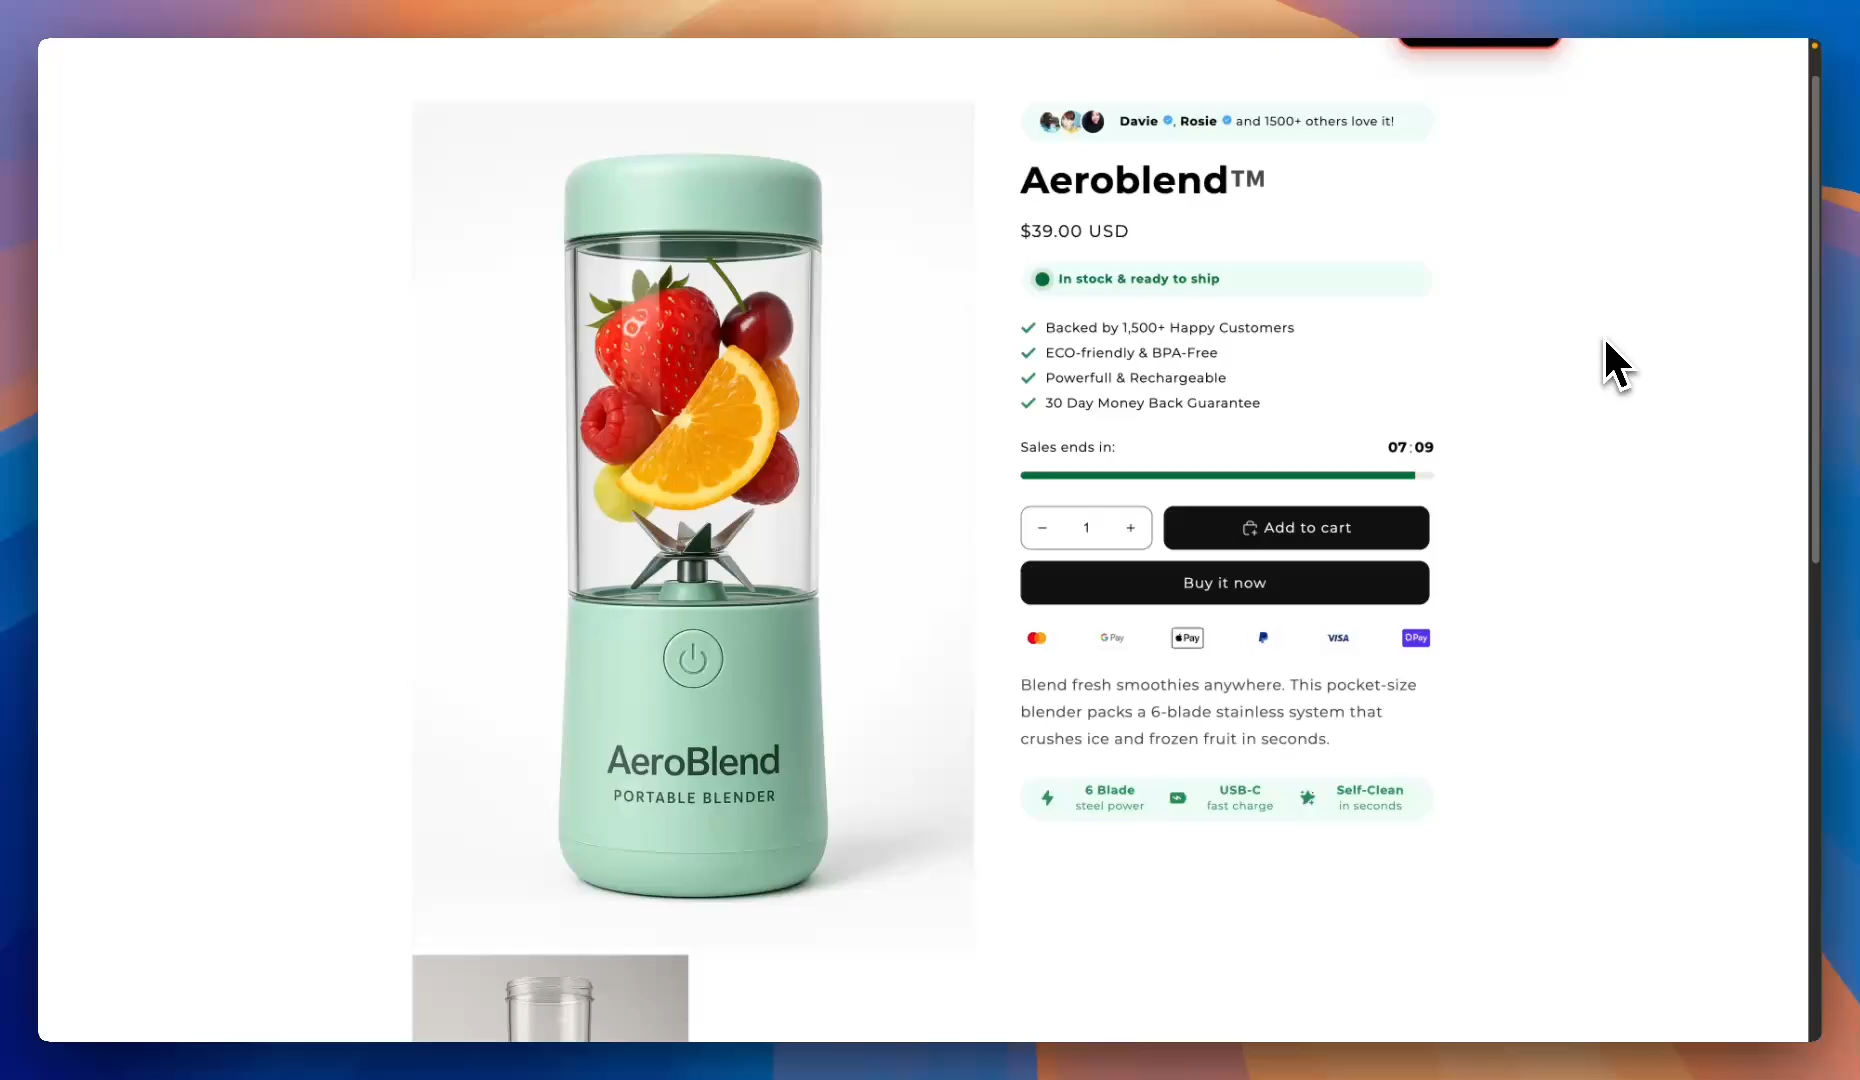 Davie, Rosie and 1500+ others love it!
Aeroblend™
$39.00 USD
In stock & ready to ship
Backed by 1,500+ Happy Customers
ECO-friendly & BPA-Free
Powerfull & Rechargeable
30 Day Money Back Guarantee
Sales ends in: 07:09
- 1 + Add to cart
Buy it now
G Pay Pay VISA Pay
Blend fresh smoothies anywhere. This pocket-size
blender packs a 6-blade stainless system that
crushes ice and frozen fruit in seconds.
6 Blade
steel power
USB-C
fast charge
Self-Clean
in seconds
AeroBlend
PORTABLE BLENDER